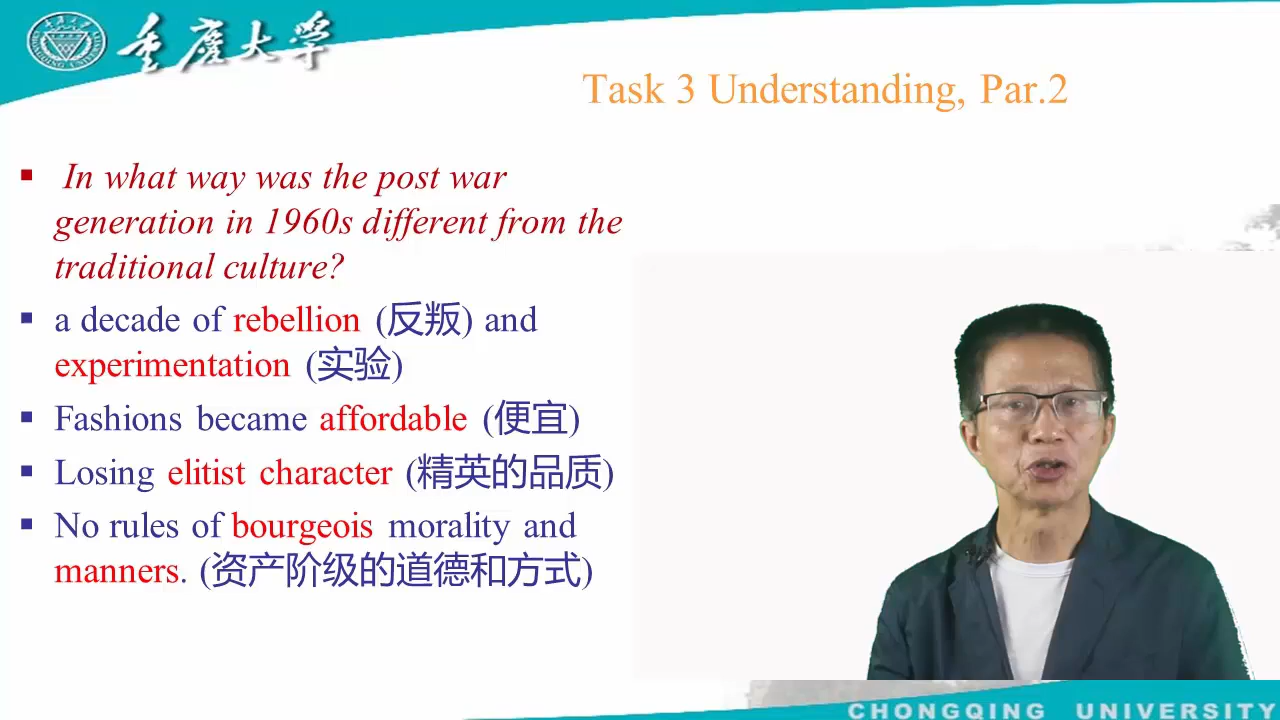 重庆大学
Task 3 Understanding, Par.2
In what way was the post war
generation in 1960s different from the
traditional culture?
a decade of rebellion (反叛) and
experimentation (实验)
Fashions became affordable (便宜)
Losing elitist character (精英的品质)
No rules of bourgeois morality and
manners. (资产阶级的道德和方式)
CHONGQING UNIVERSITY